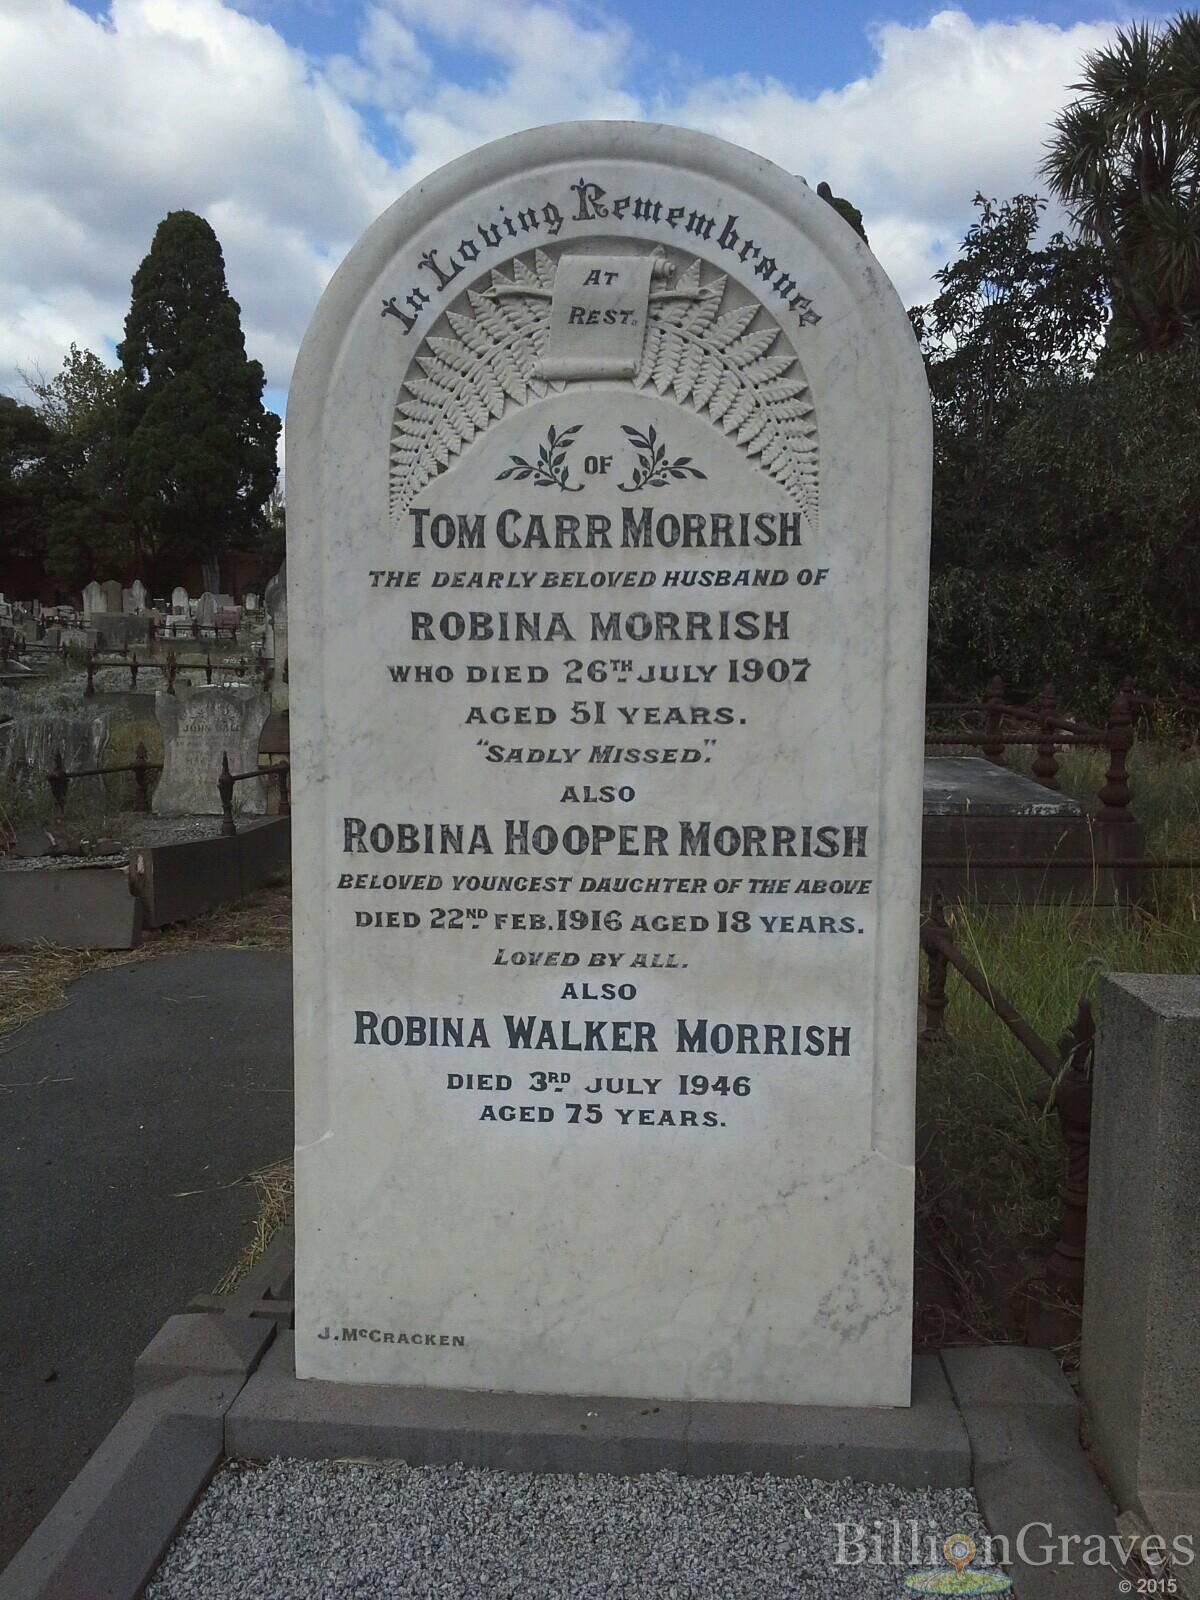 In Loving Remembrance
AT
REST.
OF
TOM CARR MORRISH
THE DEARLY BELOVED HUSBAND OF
ROBINA MORRISH
WHO DIED 26TH JULY 1907
AGED 51 YEARS.
"SADLY MISSED".
ALSO
ROBINA HOOPER MORRISH
BELOVED YOUNGEST DAUGHTER OF THE ABOVE
DIED 22ND FEB. 1916 AGED 18 YEARS.
LOVED BY ALL.
ALSO
ROBINA WALKER MORRISH
DIED 3RD JULY 1946
AGED 75 YEARS.
J. McCRACKEN
BillionGraves
© 2015